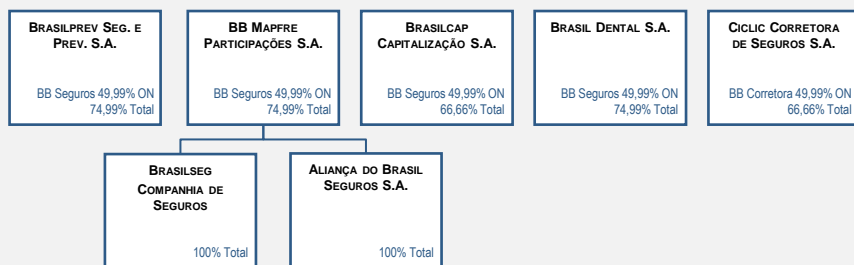 BRASILPREV SEG. E
PREV. S.A.
BB Seguros 49,99% ON
74,99% Total
BB MAPFRE
PARTICIPAÇÕES S.A.
BB Seguros 49,99% ON
74,99% Total
BRASILCAP
CAPITALIZAÇÃO S.A.
BB Seguros 49,99% ON
66,66% Total
BRASIL DENTAL S.A.
BB Seguros 49,99% ON
74,99% Total
CICLIC CORRETORA
DE SEGUROS S.A.
BB Corretora 49,99% ON
66,66% Total
BRASILSEG
COMPANHIA DE
SEGUROS
100% Total
ALIANÇA DO BRASIL
SEGUROS S.A.
100% Total